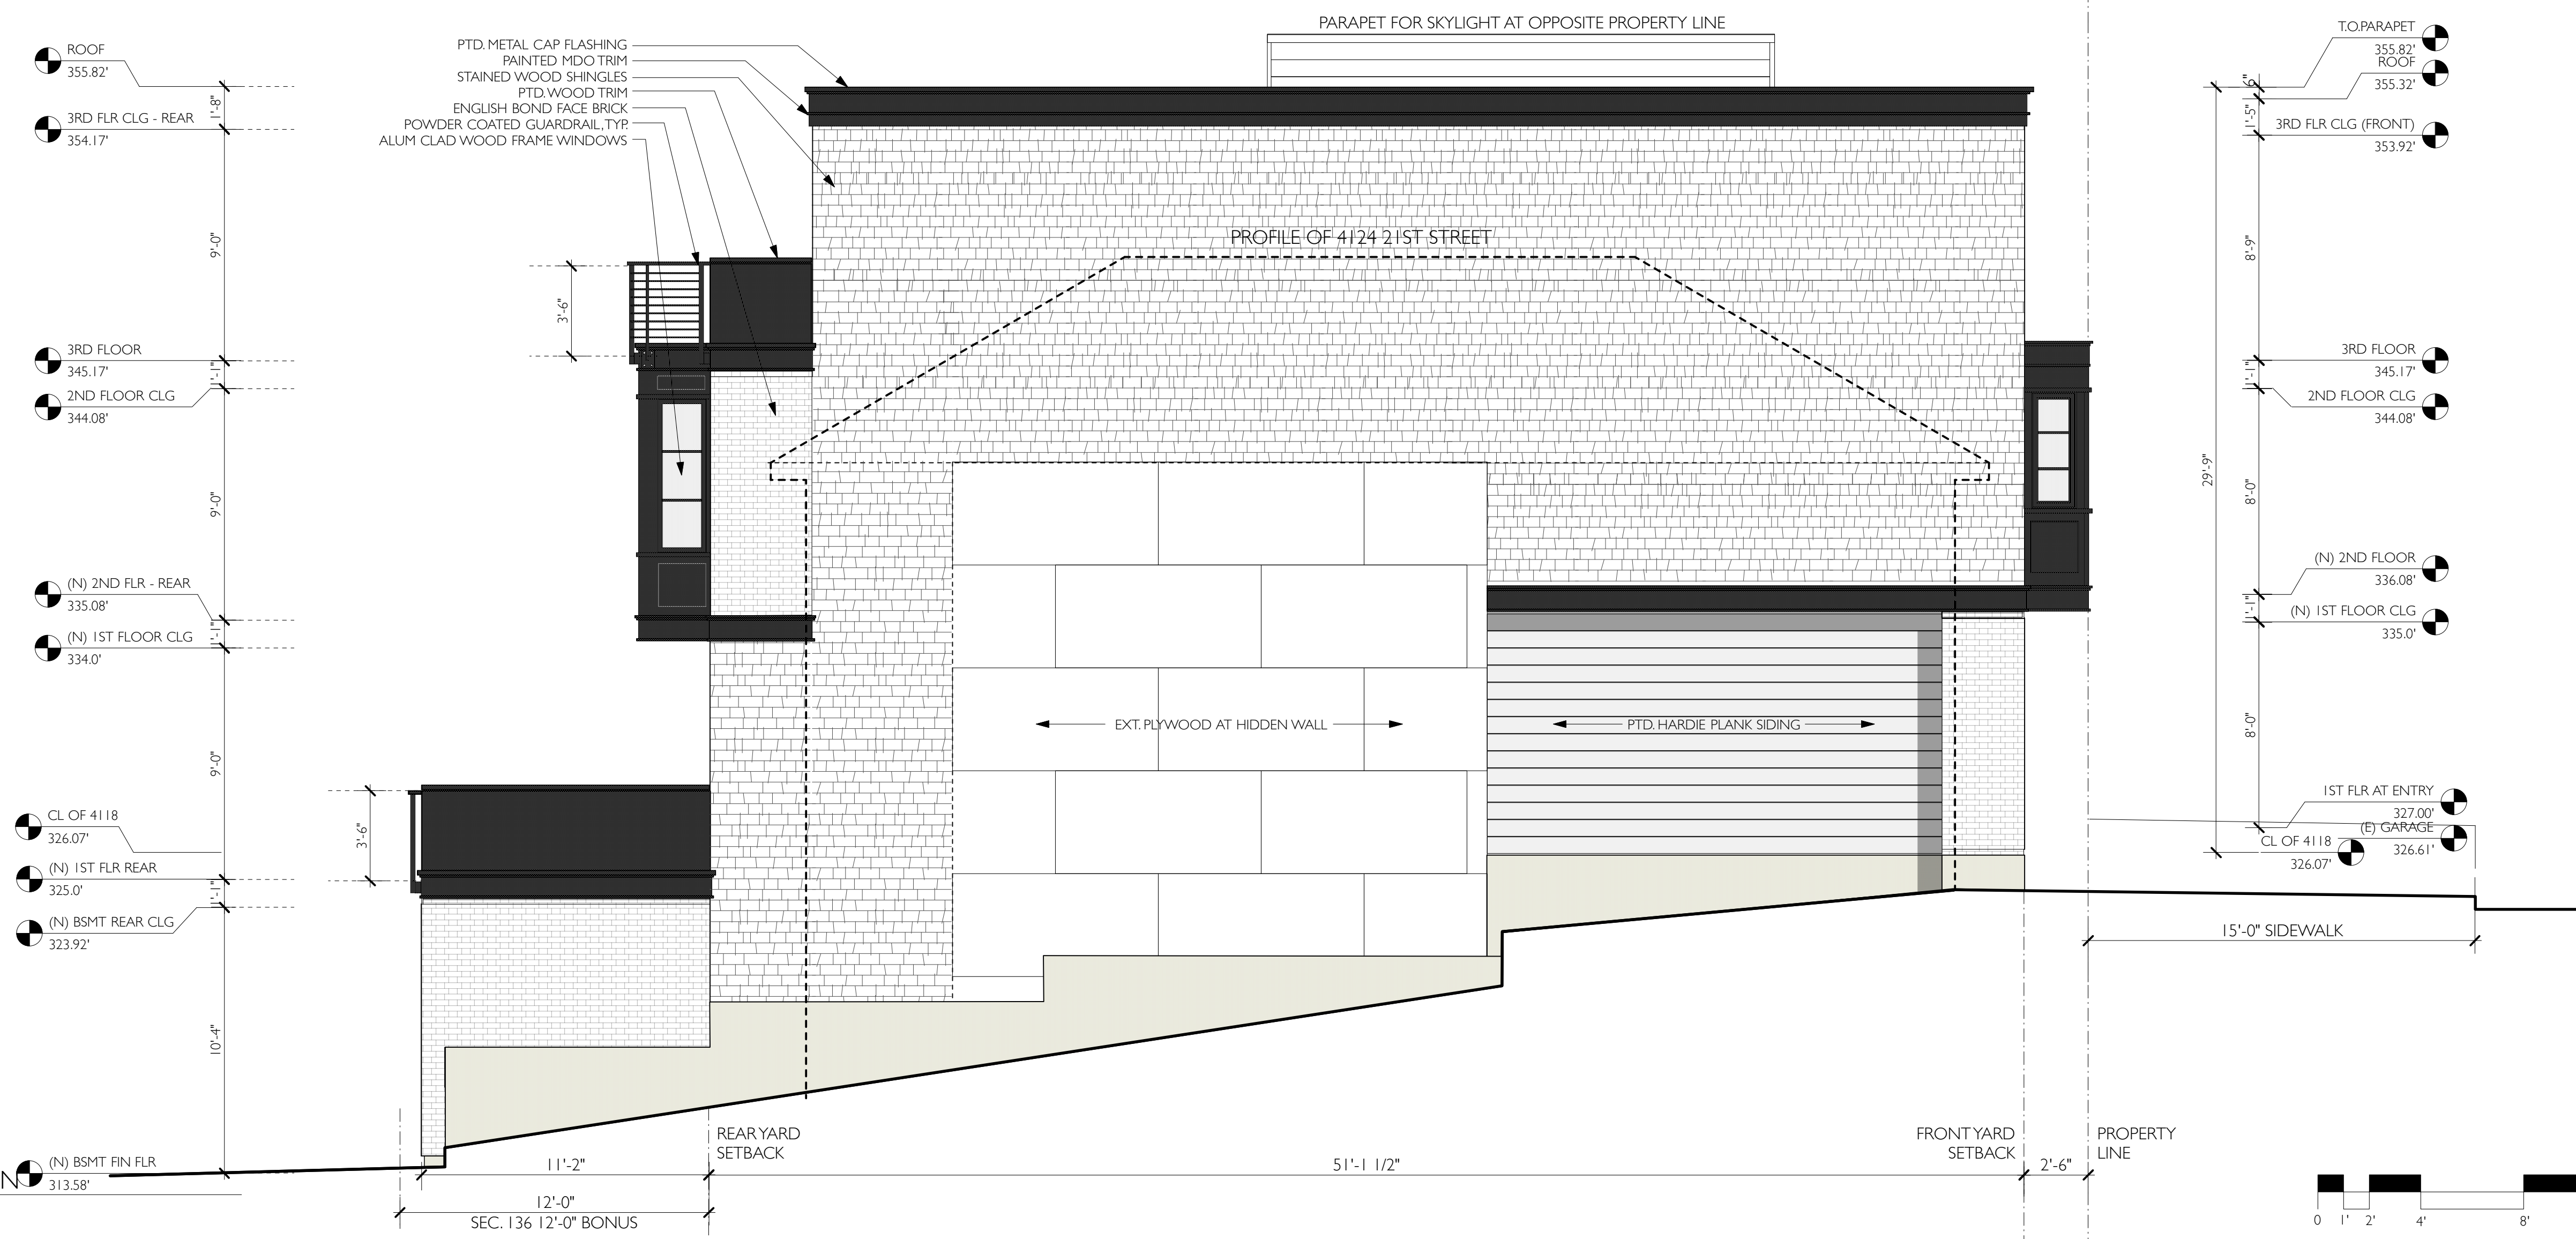 PARAPET FOR SKYLIGHT AT OPPOSITE PROPERTY LINE
PTD. METAL CAP FLASHING
PAINTED MDO TRIM
STAINED WOOD SHINGLES
PTD. WOOD TRIM
ENGLISH BOND FACE BRICK
POWDER COATED GUARDRAIL, TYP.
ALUM CLAD WOOD FRAME WINDOWS
ROOF
355.82'
1'-8"
3RD FLR CLG - REAR
354.17'
9'-0"
3'-6"
3RD FLOOR
345.17'
1'-1"
2ND FLOOR CLG
344.08'
9'-0"
(N) 2ND FLR - REAR
335.08'
1'-1"
(N) 1ST FLOOR CLG
334.0'
9'-0"
3'-6"
CL OF 4118
326.07'
(N) 1ST FLR REAR
325.0'
1'-1"
(N) BSMT REAR CLG
323.92'
10'-4"
(N) BSMT FIN FLR
313.58'
N
PROFILE OF 4124 21ST STREET
EXT. PLYWOOD AT HIDDEN WALL
PTD. HARDIE PLANK SIDING
T.O.PARAPET
355.82'
6"
ROOF
355.32'
1'-5"
3RD FLR CLG (FRONT)
353.92'
8'-9"
3RD FLOOR
345.17'
1'-1"
2ND FLOOR CLG
344.08'
29'-9"
8'-0"
(N) 2ND FLOOR
336.08'
1'-1"
(N) 1ST FLOOR CLG
335.0'
8'-0"
1ST FLR AT ENTRY
327.00'
(E) GARAGE
326.61'
CL OF 4118
326.07'
15'-0" SIDEWALK
REAR YARD
SETBACK
FRONT YARD
SETBACK
PROPERTY
LINE
11'-2"
51'-1 1/2"
2'-6"
12'-0"
SEC. 136 12'-0" BONUS
0 1' 2' 4' 8'